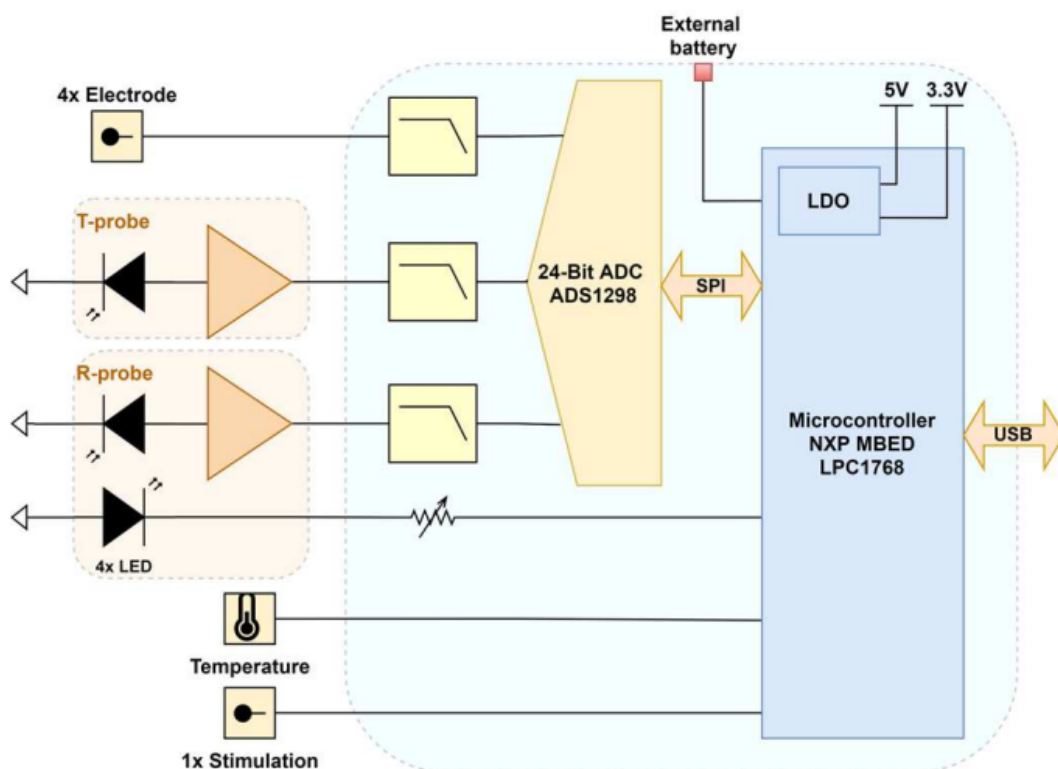 External
battery
4x Electrode
5V
3.3V
LDO
T-probe
24-Bit ADC
ADS1298
SPI
R-probe
Microcontroller
NXP MBED
LPC1768
USB
4x LED
Temperature
1x Stimulation